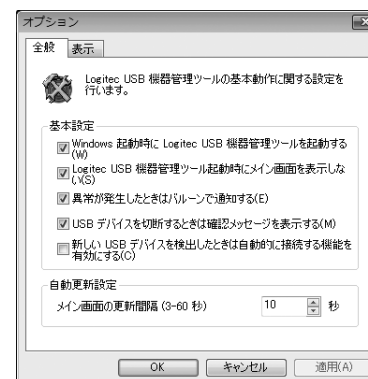 オプション
全般 表示
Logitec USB 機器管理ツールの基本動作に関する設定を
行います。
基本設定
Windows 起動時に Logitec USB 機器管理ツールを起動する
(W)
Logitec USB 機器管理ツール起動時にメイン画面を表示しな
い(S)
異常が発生したときはバルーンで通知する(E)
USB デバイスを切断するときは確認メッセージを表示する(M)
新しい USB デバイスを検出したときは自動的に接続する機能を
有効にする(C)
自動更新設定
メイン画面の更新間隔 (3-60 秒) 10 秒
OK キャンセル 適用(A)